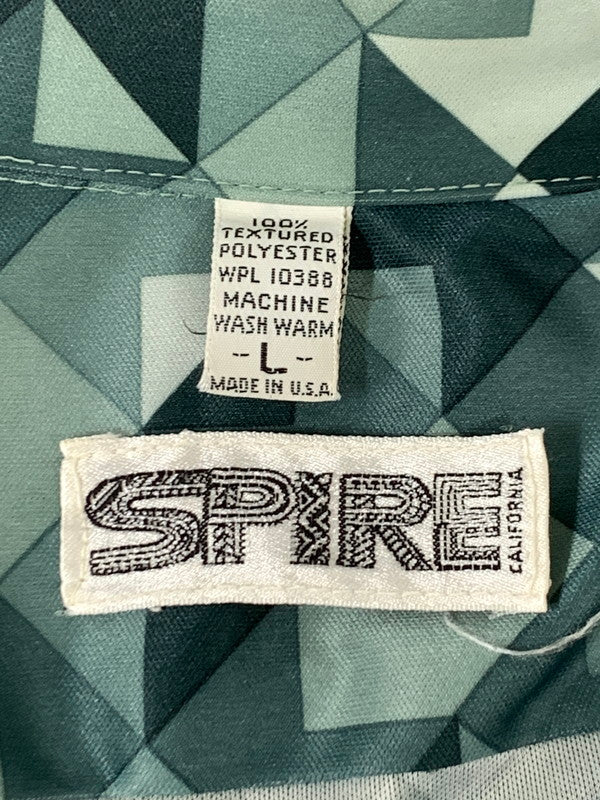 100%
TEXTURED
POLYESTER
WPL 10388
MACHINE
WASH WARM
-- L --
MADE IN U.S.A.
SPIRE
CALIFORNIA